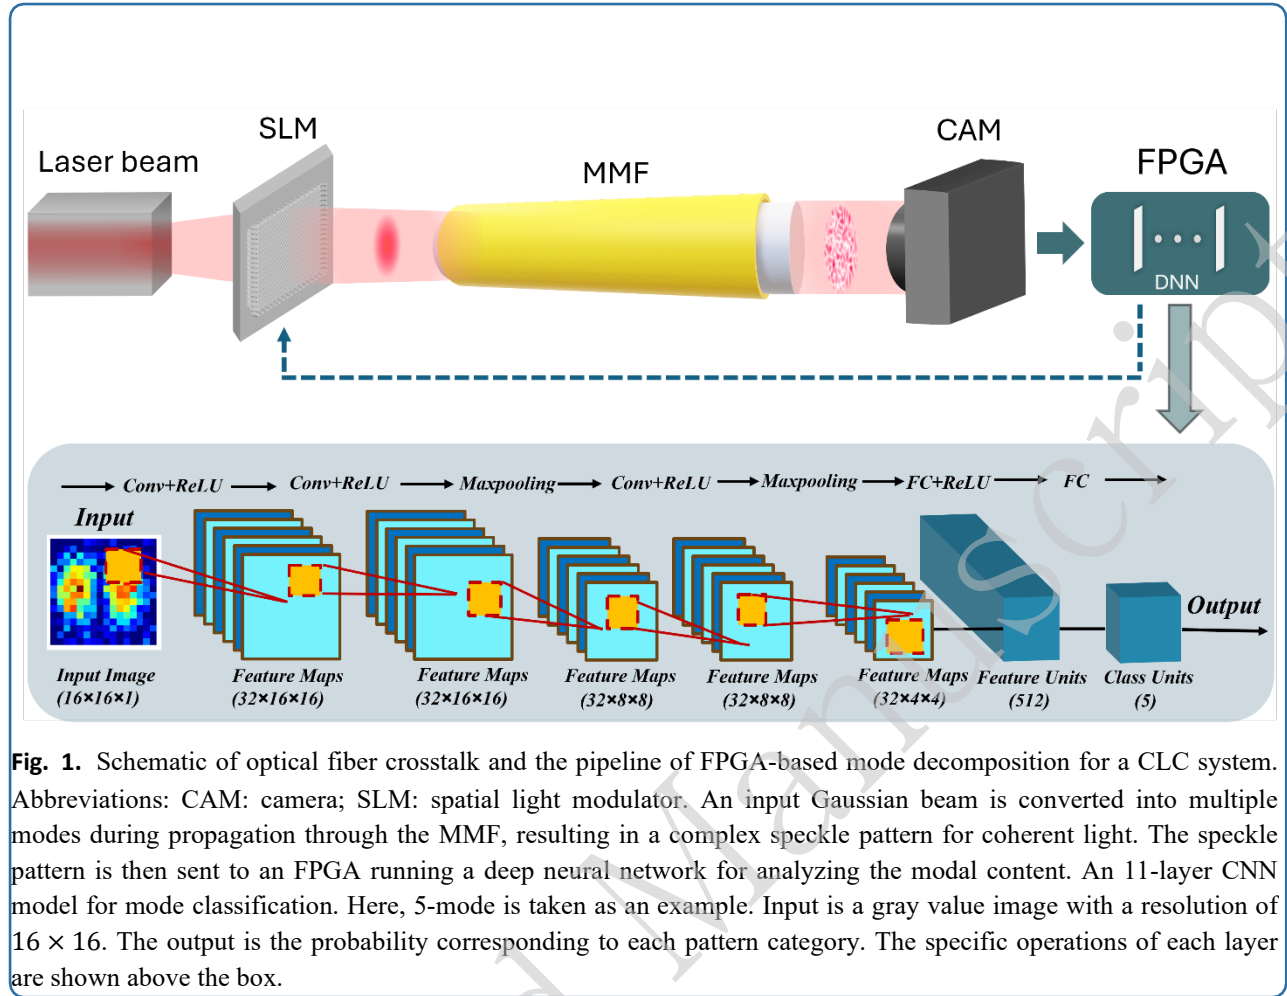 SLM
CAM
Laser beam
MMF
FPGA
DNN
Conv+ReLU
Conv+ReLU
Maxpooling
Conv+ReLU
Maxpooling
FC+ReLU
FC
Input
Output
Input Image
(16×16×1)
Feature Maps
(32×16×16)
Feature Maps
(32×16×16)
Feature Maps
(32×8×8)
Feature Maps
(32×8×8)
Feature Maps
(32×4×4)
Feature Units
(512)
Class Units
(5)
Fig. 1. Schematic of optical fiber crosstalk and the pipeline of FPGA-based mode decomposition for a CLC system.
Abbreviations: CAM: camera; SLM: spatial light modulator. An input Gaussian beam is converted into multiple
modes during propagation through the MMF, resulting in a complex speckle pattern for coherent light. The speckle
pattern is then sent to an FPGA running a deep neural network for analyzing the modal content. An 11-layer CNN
model for mode classification. Here, 5-mode is taken as an example. Input is a gray value image with a resolution of
16 × 16. The output is the probability corresponding to each pattern category. The specific operations of each layer
are shown above the box.
Manuscript